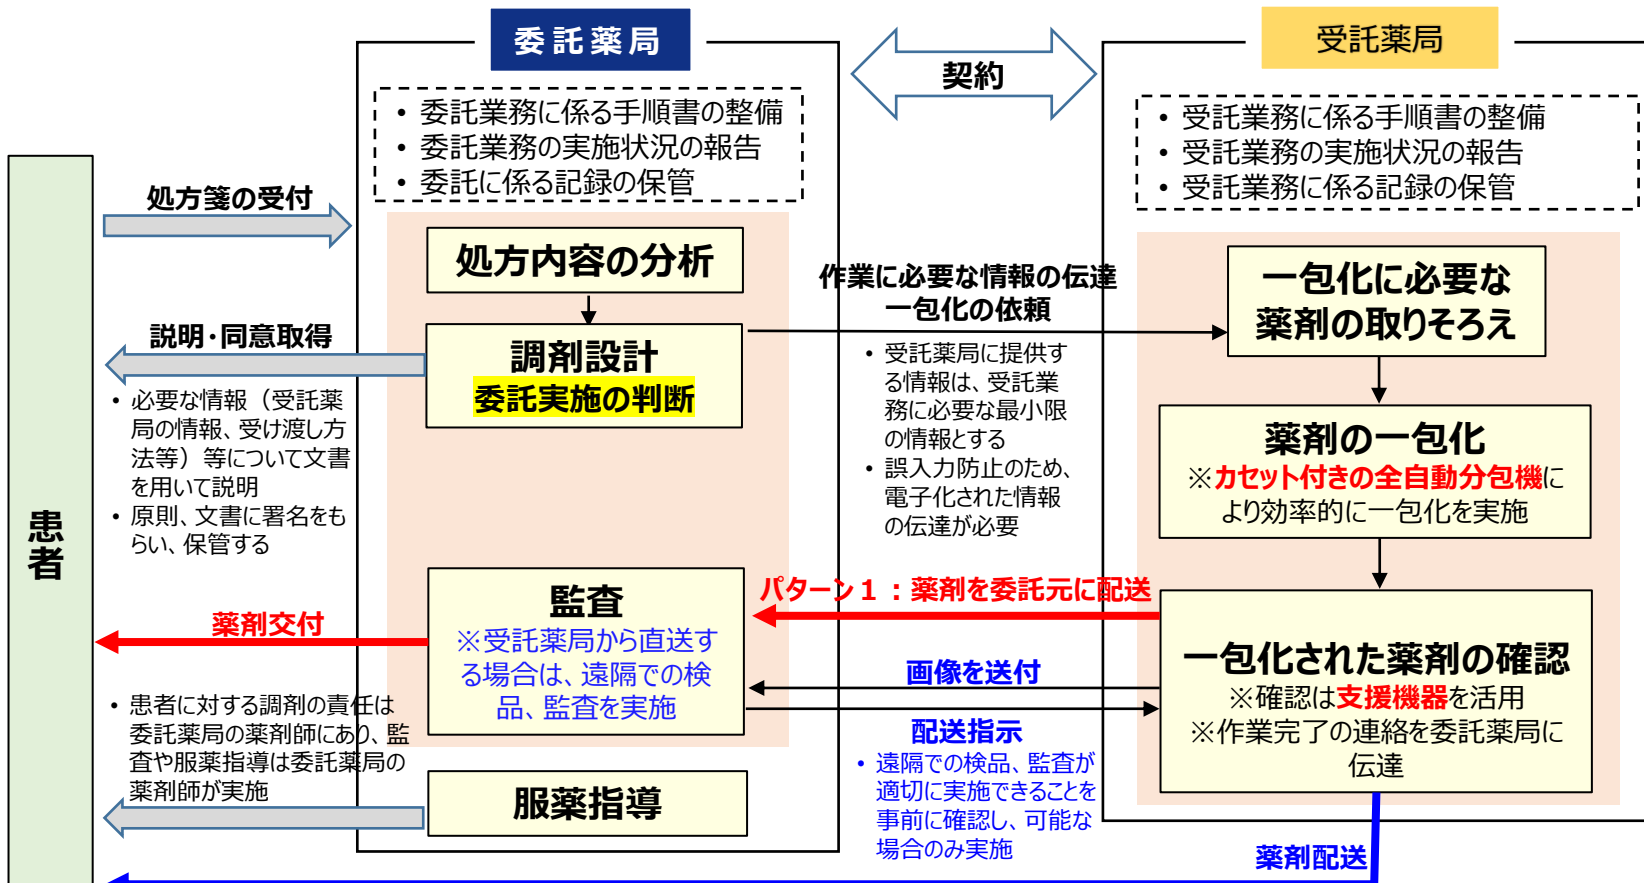 委託薬局
・委託業務に係る手順書の整備
・委託業務の実施状況の報告
・委託に係る記録の保管
契約
受託薬局
・受託業務に係る手順書の整備
・受託業務の実施状況の報告
・受託業務に係る記録の保管
患者
処方箋の受付
処方内容の分析
説明・同意取得
・必要な情報（受託薬
局の情報、受け渡し方
法等）等について文書
を用いて説明
・原則、文書に署名をも
らい、保管する
調剤設計
委託実施の判断
作業に必要な情報の伝達
一包化の依頼
・受託薬局に提供す
る情報は、受託業
務に必要な最小限
の情報とする
・誤入力防止のため、
電子化された情報
の伝達が必要
一包化に必要な
薬剤の取りそろえ
薬剤の一包化
※カセット付きの全自動分包機に
より効率的に一包化を実施
パターン１：薬剤を委託元に配送
薬剤交付
監査
※受託薬局から直送す
る場合は、遠隔での検
品、監査を実施
画像を送付
配送指示
・遠隔での検品、監査が
適切に実施できることを
事前に確認し、可能な
場合のみ実施
一包化された薬剤の確認
※確認は支援機器を活用
※作業完了の連絡を委託薬局に
伝達
・患者に対する調剤の責任は
委託薬局の薬剤師にあり、監
査や服薬指導は委託薬局の
薬剤師が実施
服薬指導
薬剤配送